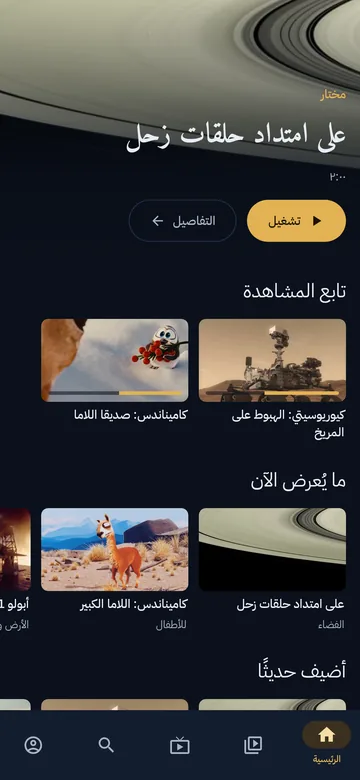 مختار
على امتداد حلقات زحل
٢:٠٠
تشغيل
التفاصيل
تابع المشاهدة
كيوريوسيتي: الهبوط على
المريخ
كاميناندس: صديقا اللاما
ما يُعرض الآن
على امتداد حلقات زحل
الفضاء
كاميناندس: اللاما الكبير
للأطفال
أبولو 1
الأرض و
أضيف حديثًا
الرئيسية